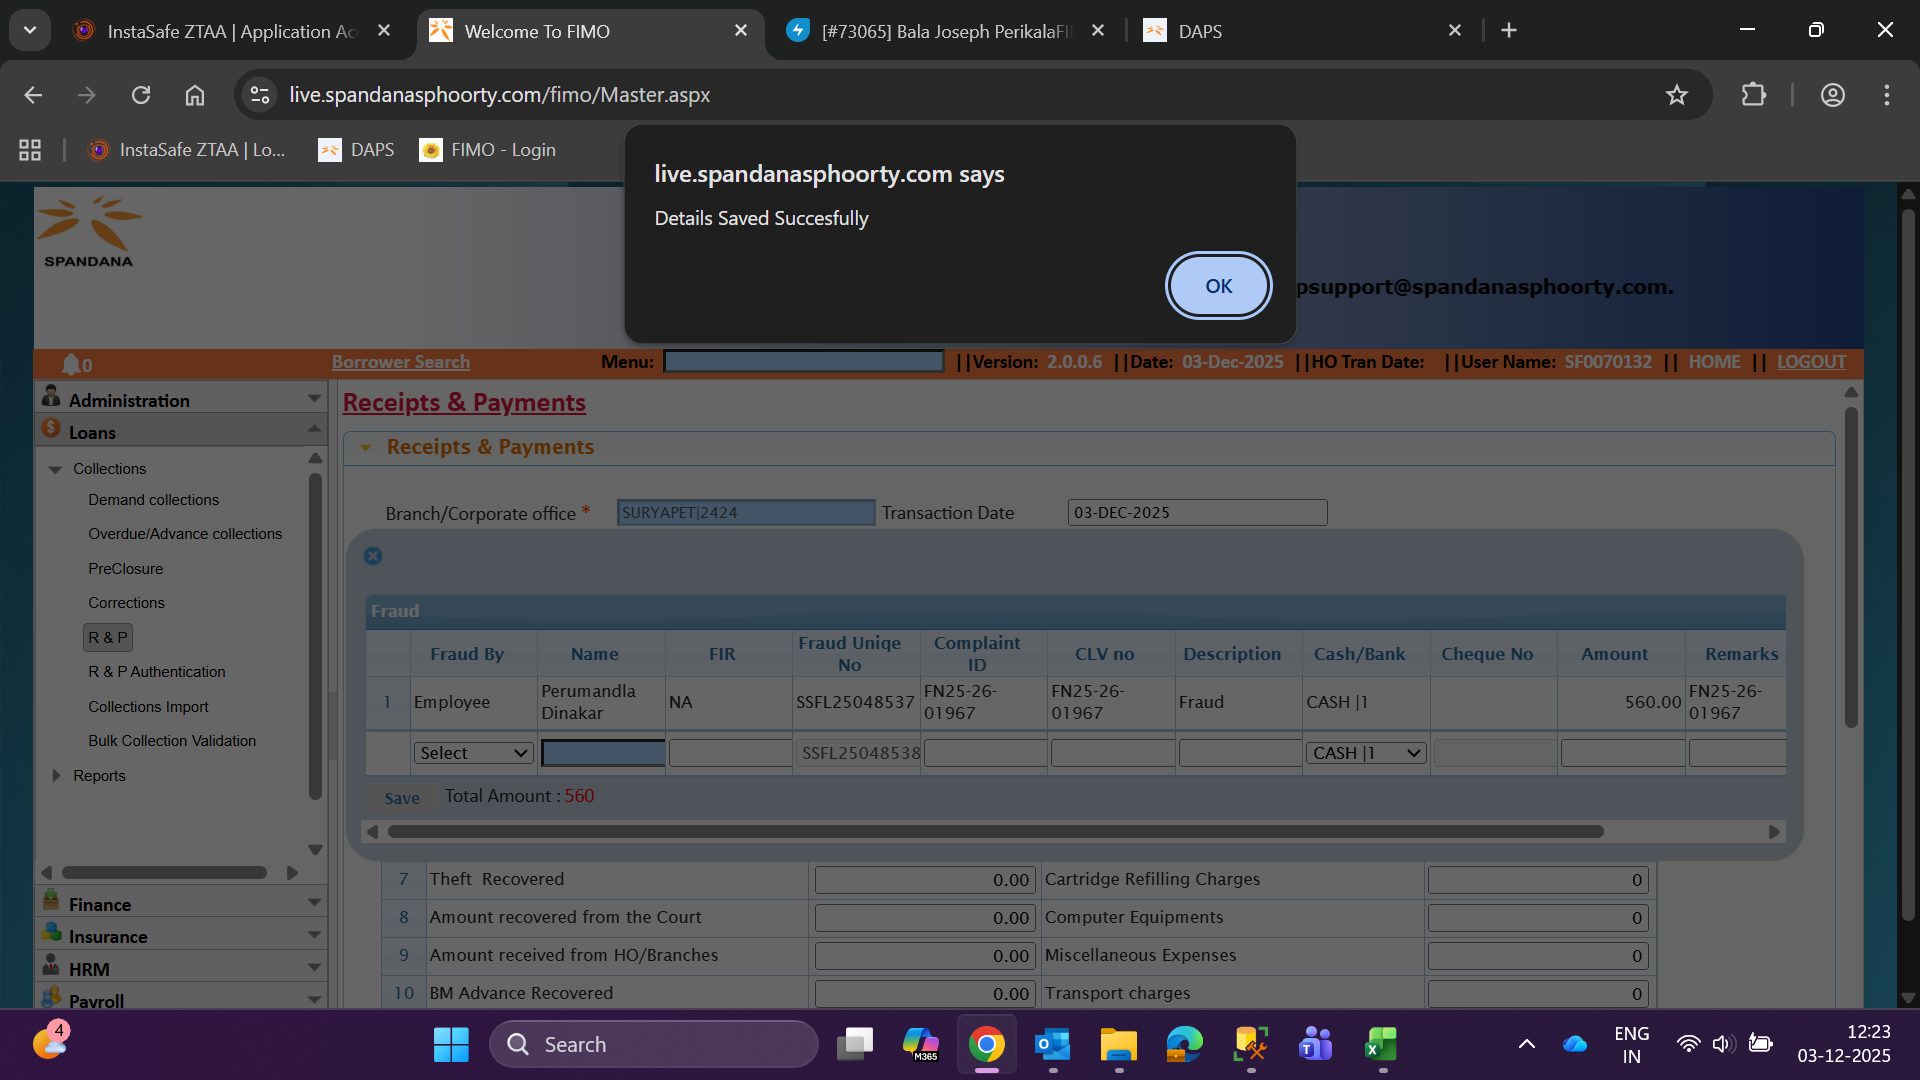 InstaSafe ZTAA | Application Acc
Welcome To FIMO
[#73065] Bala Joseph PerikalaFI
DAPS
live.spandanasphoorty.com/fimo/Master.aspx
InstaSafe ZTAA | Lo...
DAPS
FIMO - Login
live.spandanasphoorty.com says
Details Saved Succesfully
OK
SPANDANA
psupport@spandanasphoorty.com.
0
Borrower Search
Menu:
||Version: 2.0.0.6 ||Date: 03-Dec-2025 ||HO Tran Date: ||User Name: SF0070132 || HOME || LOGOUT
Administration
Loans
Collections
Demand collections
Overdue/Advance collections
PreClosure
Corrections
R & P
R & P Authentication
Collections Import
Bulk Collection Validation
Reports
Finance
Insurance
HRM
Payroll
Receipts & Payments
Receipts & Payments
Branch/Corporate office * SURYAPET|2424 Transaction Date 03-DEC-2025
Fraud
Fraud By Name FIR Fraud Uniqe No Complaint ID CLV no Description Cash/Bank Cheque No Amount Remarks
1 Employee Perumandla Dinakar NA SSFL25048537 FN25-26-01967 FN25-26-01967 Fraud CASH |1 560.00 FN25-26-01967
Select SSFL25048538 CASH |1
Save Total Amount : 560
7 Theft Recovered 0.00 Cartridge Refilling Charges 0
8 Amount recovered from the Court 0.00 Computer Equipments 0
9 Amount received from HO/Branches 0.00 Miscellaneous Expenses 0
10 BM Advance Recovered 0.00 Transport charges 0
4
Search
M365
ENG
IN
12:23
03-12-2025